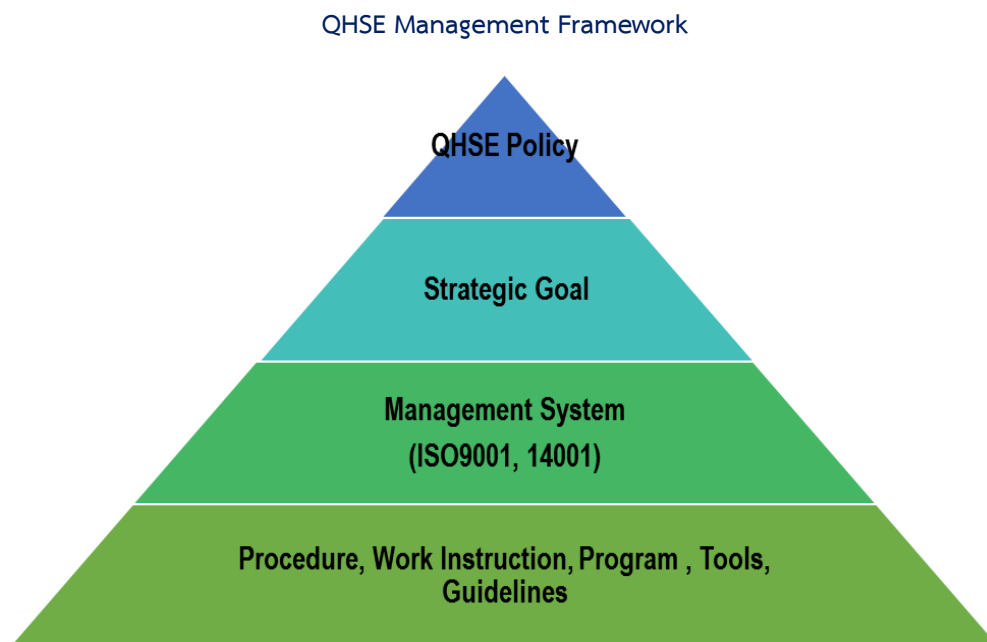 QHSE Management Framework
QHSE Policy
Strategic Goal
Management System
(ISO9001, 14001)
Procedure, Work Instruction, Program , Tools,
Guidelines